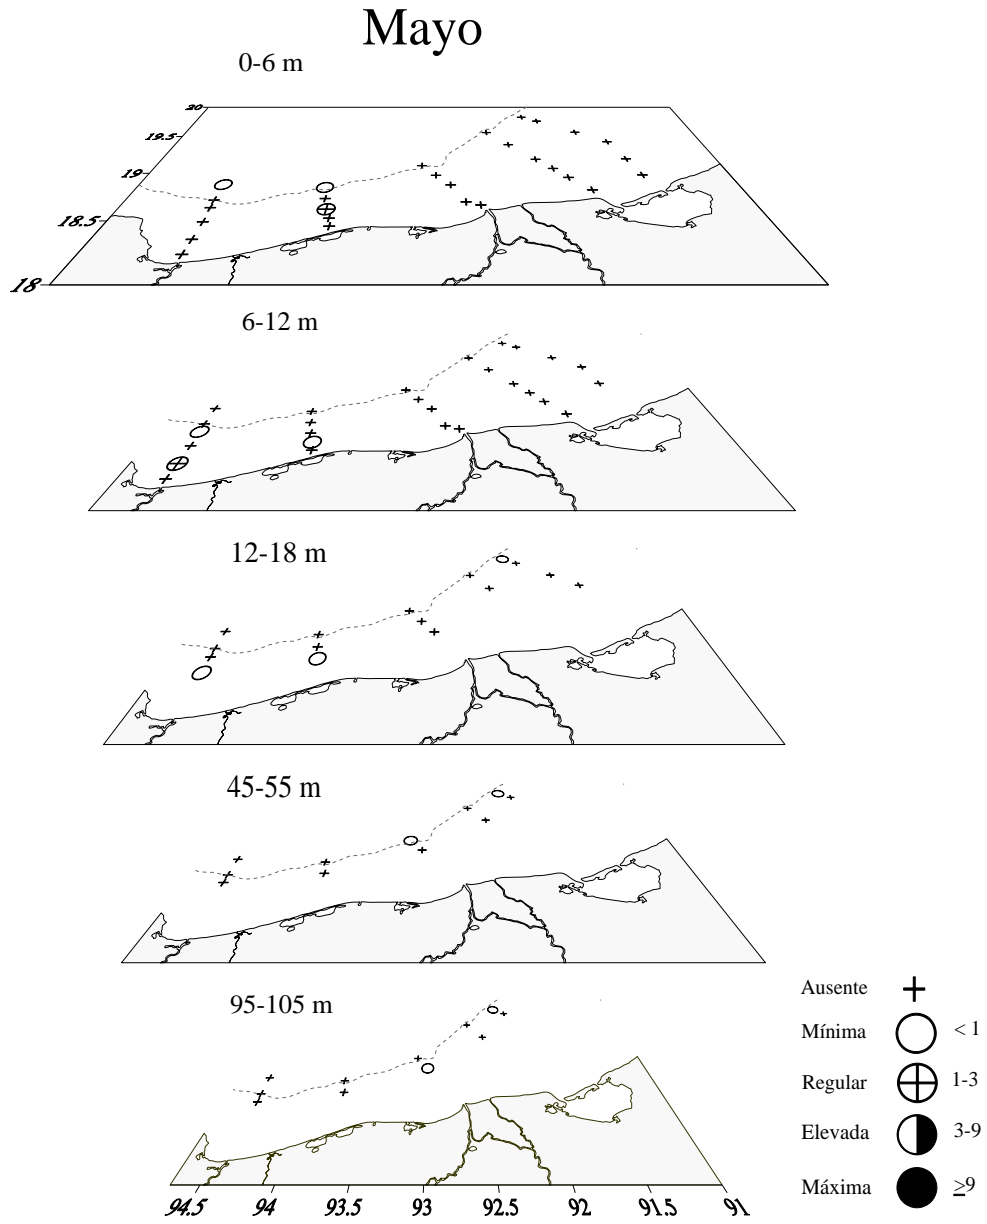 Mayo
0-6 m
20
19.5
19
18.5
18
6-12 m
12-18 m
45-55 m
95-105 m
Ausente
Mínima < 1
Regular 1-3
Elevada 3-9
Máxima ≥9
94.5 94 93.5 93 92.5 92 91.5 91